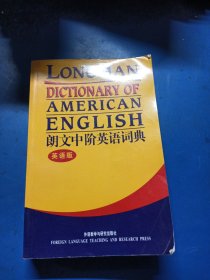 LONGMAN
DICTIONARY OF
AMERICAN
ENGLISH
朗文中阶英语词典
英语版
外语教学与研究出版社
FOREIGN LANGUAGE TEACHING AND RESEARCH PRESS